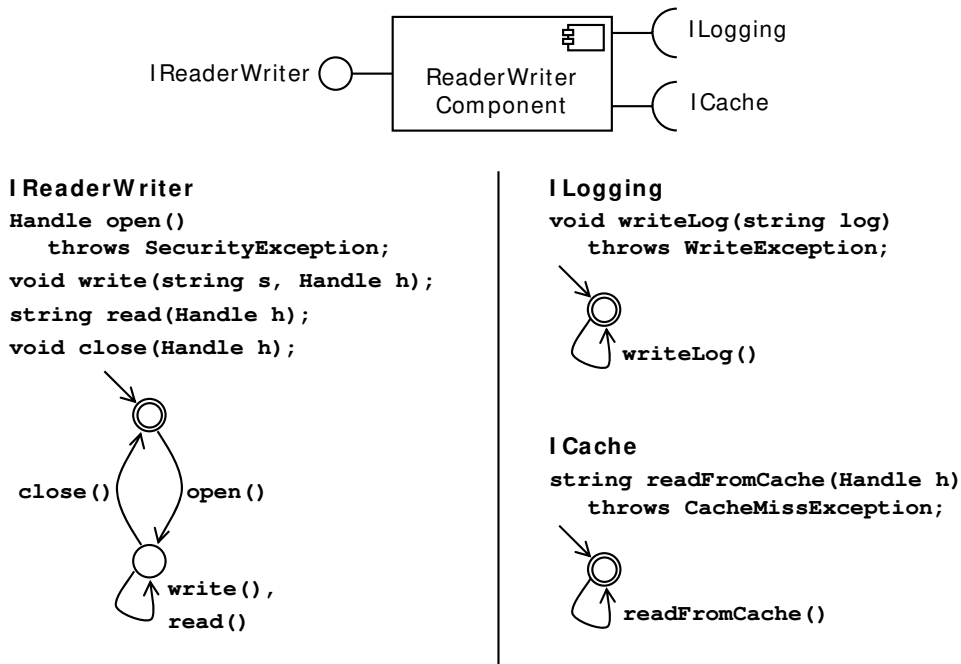 IReaderWriter
ReaderWriter
Component
ILogging
ICache
IReaderWriter
Handle open()
throws SecurityException;
void write(string s, Handle h);
string read(Handle h);
void close(Handle h);
close()
open()
write(),
read()
ILogging
void writeLog(string log)
throws WriteException;
writeLog()
ICache
string readFromCache(Handle h)
throws CacheMissException;
readFromCache()